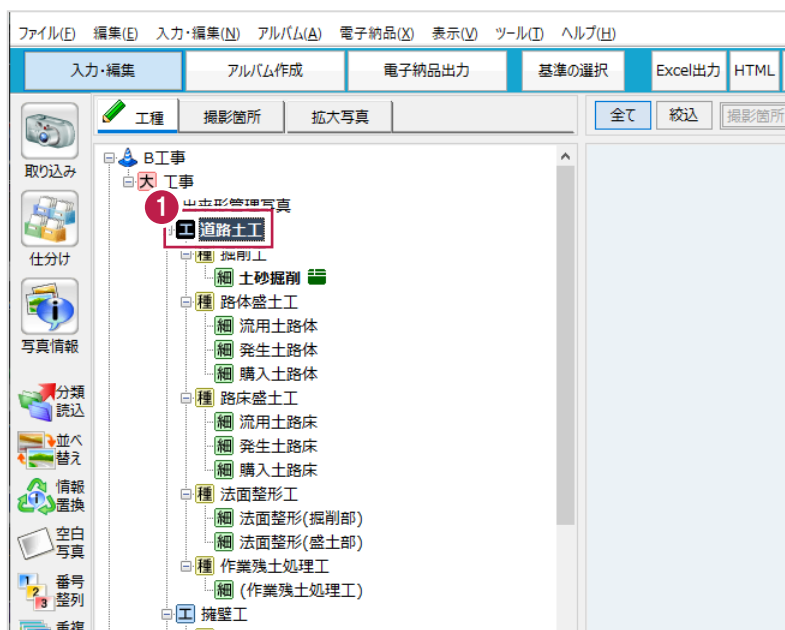 ファイル(F) 編集(E) 入力・編集(N) アルバム(A) 電子納品(X) 表示(V) ツール(T) ヘルプ(H)
入力・編集 アルバム作成 電子納品出力 基準の選択 Excel出力 HTML
工種 撮影箇所 拡大写真 全て 絞込 撮影箇所
取り込み
仕分け
写真情報
分類
読込
並べ
替え
情報
置換
空白
写真
番号
整列
重複
B工事
大 工事
出来形管理写真
1
工 道路土工
種 掘削工
細 土砂掘削
種 路体盛土工
細 流用土路体
細 発生土路体
細 購入土路体
種 路床盛土工
細 流用土路床
細 発生土路床
細 購入土路床
種 法面整形工
細 法面整形(掘削部)
細 法面整形(盛土部)
種 作業残土処理工
細 (作業残土処理工)
工 擁壁工